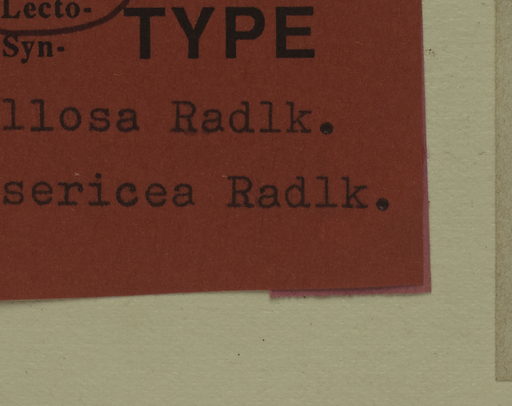 Lecto-
Syn-
TYPE
llosa Radlk.
sericea Radlk.